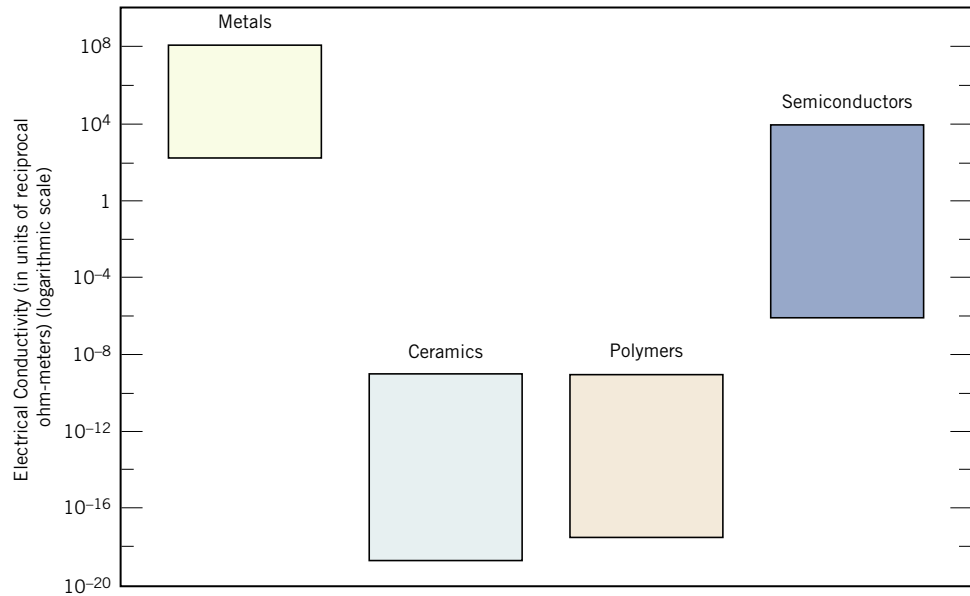 Metals
10⁸
Semiconductors
10⁴
1
10⁻⁴
10⁻⁸
Ceramics
Polymers
10⁻¹²
10⁻¹⁶
10⁻²⁰
Electrical Conductivity (in units of reciprocal
ohm-meters) (logarithmic scale)